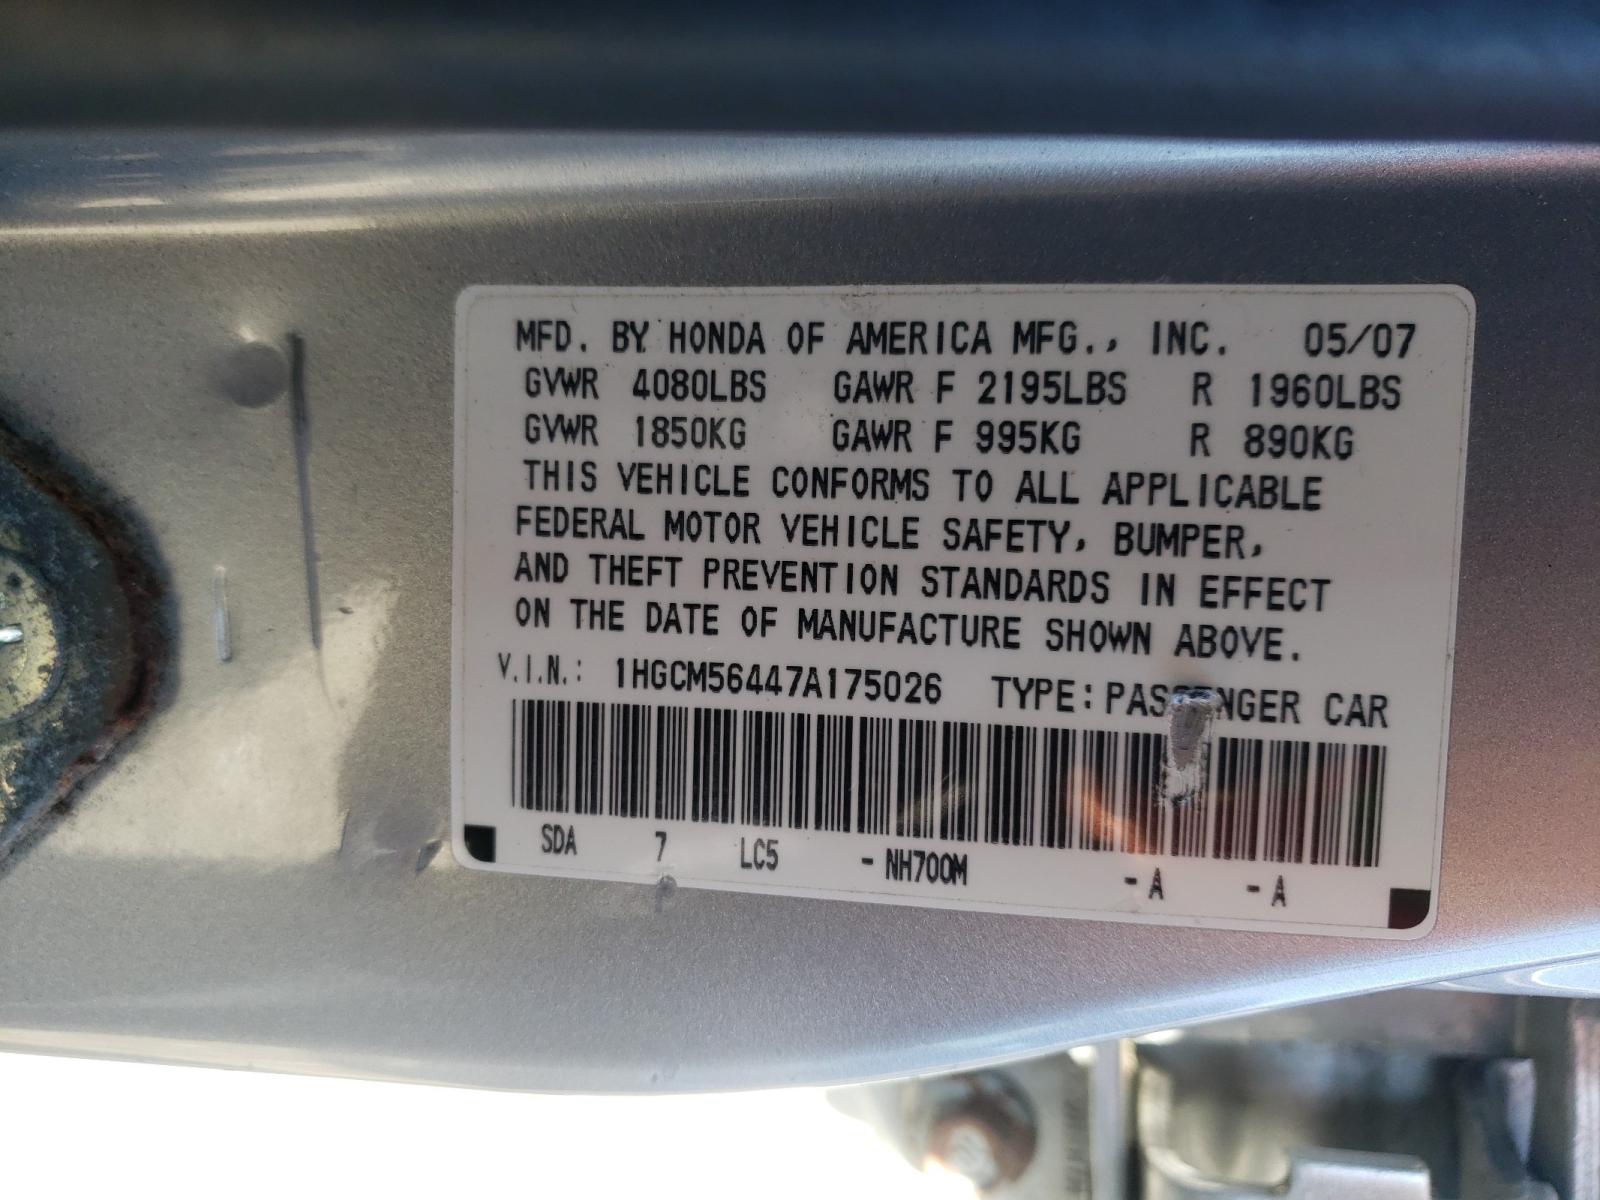 MFD. BY HONDA OF AMERICA MFG., INC. 05/07
GVWR 4080LBS GAWR F 2195LBS R 1960LBS
GVWR 1850KG GAWR F 995KG R 890KG
THIS VEHICLE CONFORMS TO ALL APPLICABLE
FEDERAL MOTOR VEHICLE SAFETY, BUMPER,
AND THEFT PREVENTION STANDARDS IN EFFECT
ON THE DATE OF MANUFACTURE SHOWN ABOVE.
V.I.N.: 1HGCM56447A175026 TYPE: PASSENGER CAR
SDA 7 LC5 - NH700M - A - A